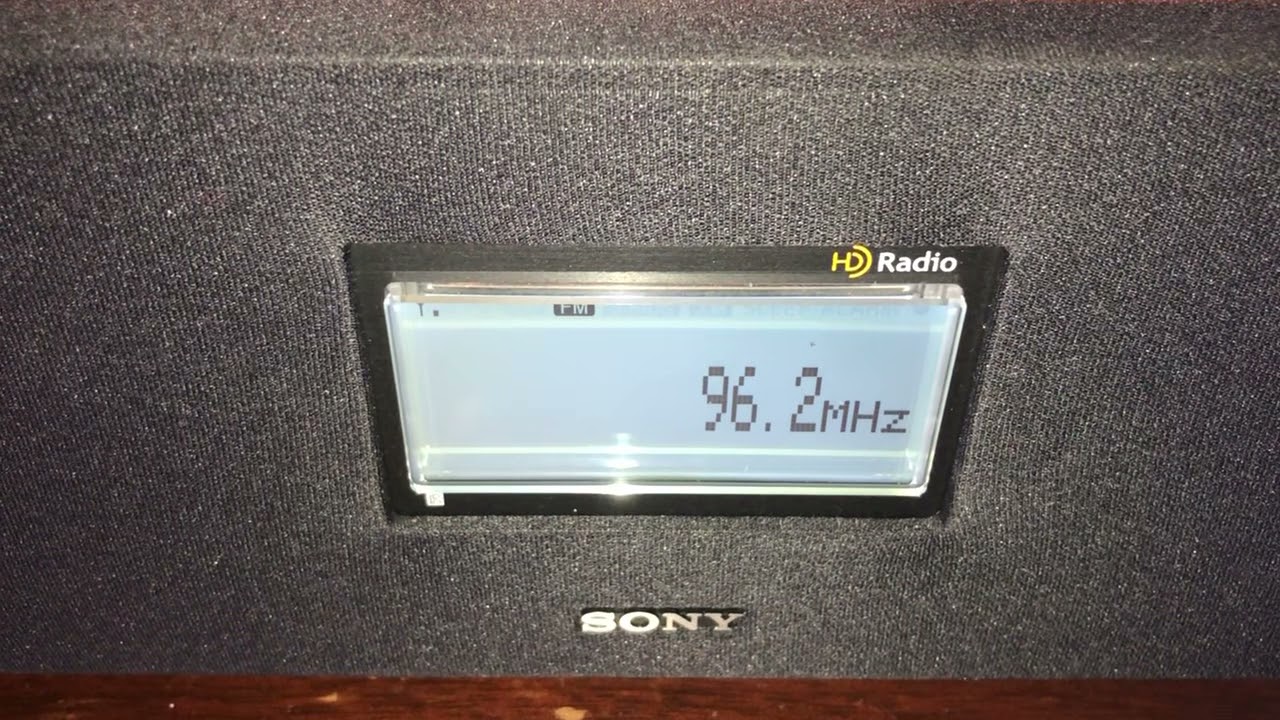 HD Radio
FM
96.2MHz
SONY